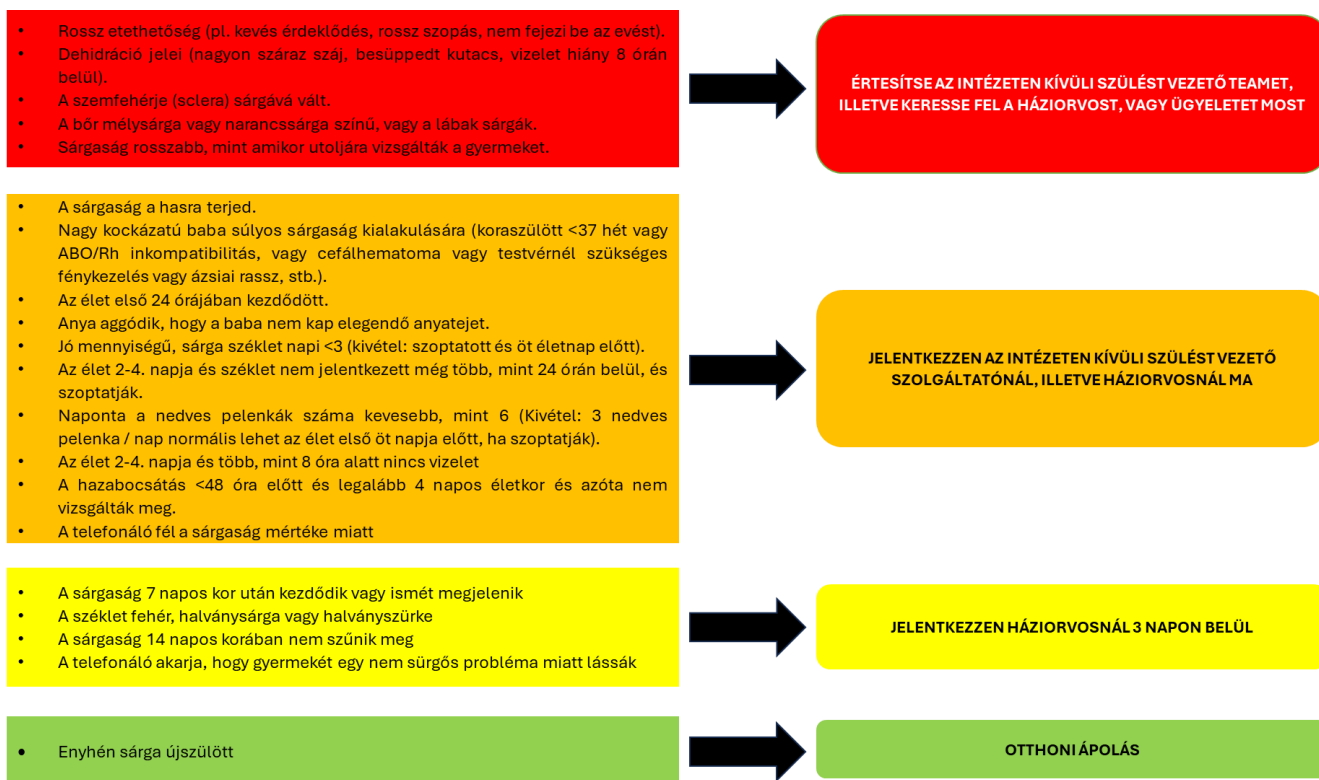 • Rossz etethetőség (pl. kevés érdeklődés, rossz szopás, nem fejezi be az evést).
• Dehidráció jelei (nagyon száraz száj, besüppedt kutacs, vizelet hiány 8 órán
belül).
• A szemfehérje (sclera) sárgává vált.
• A bőr mélysárga vagy narancssárga színű, vagy a lábak sárgák.
• Sárgaság rosszabb, mint amikor utoljára vizsgálták a gyermeket.
ÉRTESÍTSE AZ INTÉZETEN KÍVÜLI SZÜLÉST VEZETŐ TEAMET,
ILLETVE KERESSE FEL A HÁZIORVOST, VAGY ÜGYELETET MOST
• A sárgaság a hasra terjed.
• Nagy kockázatú baba súlyos sárgaság kialakulására (koraszülött <37 hét vagy
ABO/Rh inkompatibilitás, vagy cefálhematoma vagy testvérnél szükséges
fénykezelés vagy ázsiai rassz, stb.).
• Az élet első 24 órájában kezdődött.
• Anya aggódik, hogy a baba nem kap elegendő anyatejet.
• Jó mennyiségű, sárga széklet napi <3 (kivétel: szoptatott és öt életnap előtt).
• Az élet 2-4. napja és széklet nem jelentkezett még több, mint 24 órán belül, és
szoptatják.
• Naponta a nedves pelenkák száma kevesebb, mint 6 (Kivétel: 3 nedves
pelenka / nap normális lehet az élet első öt napja előtt, ha szoptatják).
• Az élet 2-4. napja és több, mint 8 óra alatt nincs vizelet
• A hazabocsátás <48 óra előtt és legalább 4 napos életkor és azóta nem
vizsgálták meg.
• A telefonáló fél a sárgaság mértéke miatt
JELENTKEZZEN AZ INTÉZETEN KÍVÜLI SZÜLÉST VEZETŐ
SZOLGÁLTATÓNÁL, ILLETVE HÁZIORVOSNÁL MA
• A sárgaság 7 napos kor után kezdődik vagy ismét megjelenik
• A széklet fehér, halványsárga vagy halványszürke
• A sárgaság 14 napos korában nem szűnik meg
• A telefonáló akarja, hogy gyermekét egy nem sürgős probléma miatt lássák
JELENTKEZZEN HÁZIORVOSNÁL 3 NAPON BELÜL
• Enyhén sárga újszülött
OTTHONI ÁPOLÁS